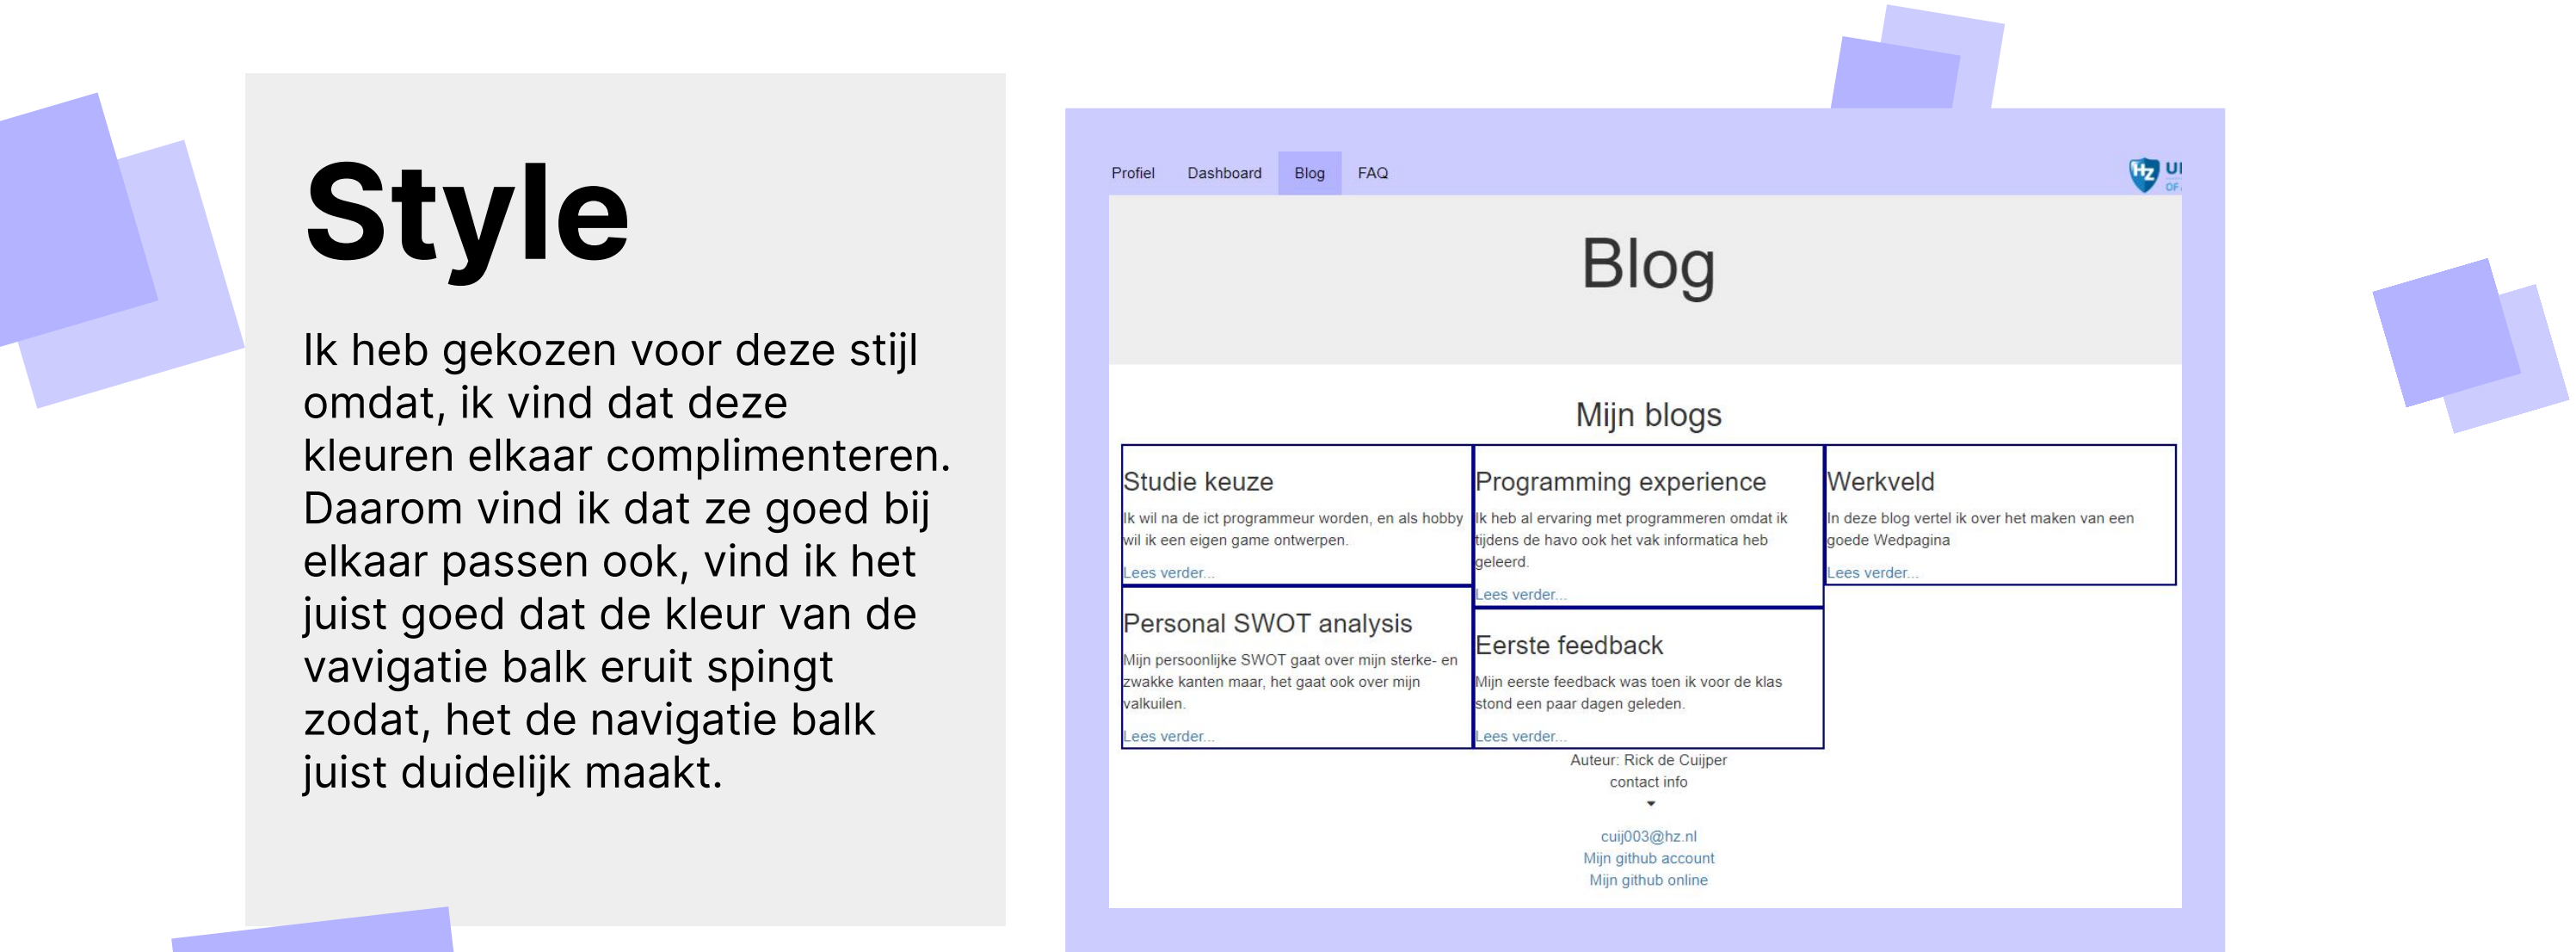 Style
Ik heb gekozen voor deze stijl
omdat, ik vind dat deze
kleuren elkaar complimenteren.
Daarom vind ik dat ze goed bij
elkaar passen ook, vind ik het
juist goed dat de kleur van de
vavigatie balk eruit spingt
zodat, het de navigatie balk
juist duidelijk maakt.
Profiel Dashboard Blog FAQ
HZ UI
OF
Blog
Mijn blogs
Studie keuze
Ik wil na de ict programmeur worden, en als hobby
wil ik een eigen game ontwerpen.
Lees verder...
Programming experience
Ik heb al ervaring met programmeren omdat ik
tijdens de havo ook het vak informatica heb
geleerd.
Lees verder...
Werkveld
In deze blog vertel ik over het maken van een
goede Wedpagina
Lees verder...
Personal SWOT analysis
Mijn persoonlijke SWOT gaat over mijn sterke- en
zwakke kanten maar, het gaat ook over mijn
valkuilen.
Lees verder...
Eerste feedback
Mijn eerste feedback was toen ik voor de klas
stond een paar dagen geleden.
Lees verder...
Auteur: Rick de Cuijper
contact info
cuij003@hz.nl
Mijn github account
Mijn github online